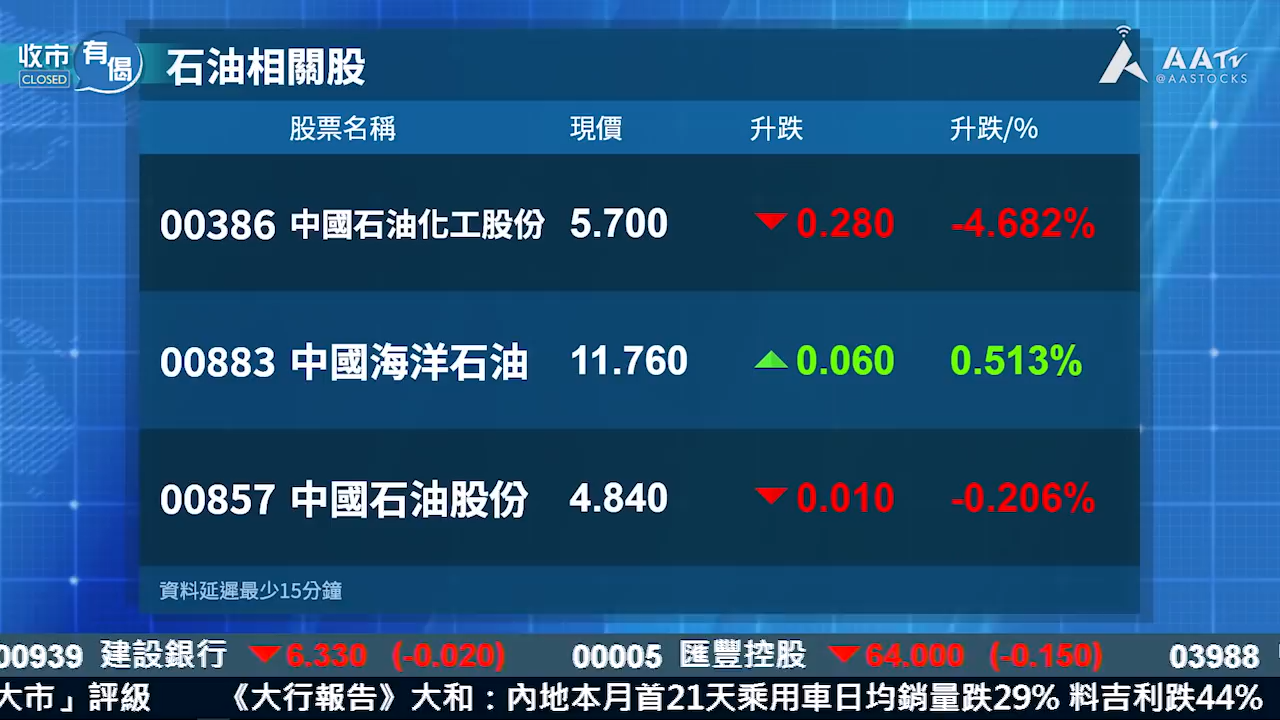 收市 有偈
CLOSED
石油相關股
AATV
@AASTOCKS
股票名稱 現價 升跌 升跌/%
00386 中國石油化工股份 5.700 ▼ 0.280 -4.682%
00883 中國海洋石油 11.760 ▲ 0.060 0.513%
00857 中國石油股份 4.840 ▼ 0.010 -0.206%
資料延遲最少15分鐘
00939 建設銀行 ▼ 6.330 (-0.020) 00005 匯豐控股 ▼ 64.000 (-0.150) 03988
大市」評級 《大行報告》大和：內地本月首21天乘用車日均銷量跌29% 料吉利跌44%